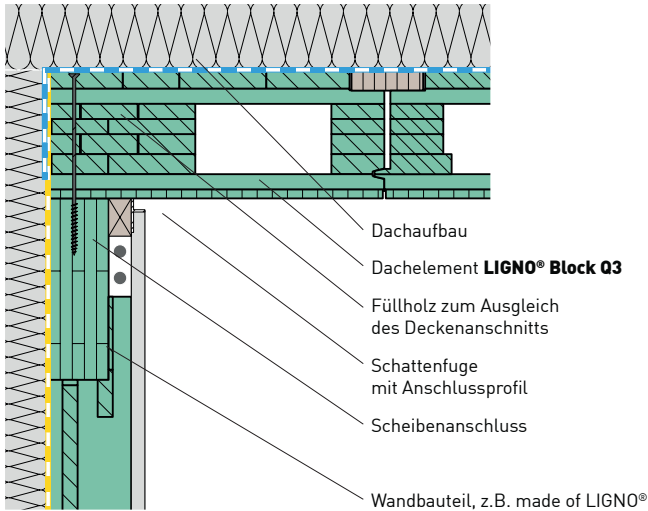 Dachaufbau
Dachelement LIGNO® Block Q3
Füllholz zum Ausgleich
des Deckenanschnitts
Schattenfuge
mit Anschlussprofil
Scheibenanschluss
Wandbauteil, z.B. made of LIGNO®